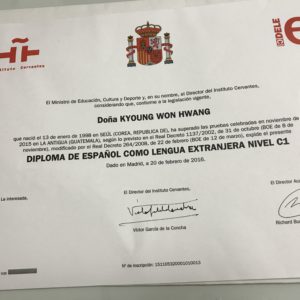 Instituto Cervantes
DELE
El Ministro de Educación, Cultura y Deporte y, en su nombre, el Director del Instituto Cervantes,
considerando que, conforme a la legislación vigente,
Doña KYOUNG WON HWANG
que nació el 13 de enero de 1998 en SEÚL (COREA, REPUBLICA DE), ha superado las pruebas celebradas en noviembre de
2015 en LA ANTIGUA (GUATEMALA), según lo previsto en el Real Decreto 1137/2002, de 31 de octubre (BOE de 8 de
noviembre), modificado por el Real Decreto 264/2008, de 22 de febrero (BOE de 12 de marzo), expide el presente
DIPLOMA DE ESPAÑOL COMO LENGUA EXTRANJERA NIVEL C1
Dado en Madrid, a 20 de febrero de 2016.
La interesada,
El Director del Instituto Cervantes,
El Director Aca
Víctor García de la Concha
Richard Bue
Nº de inscripción: 151105320001010013